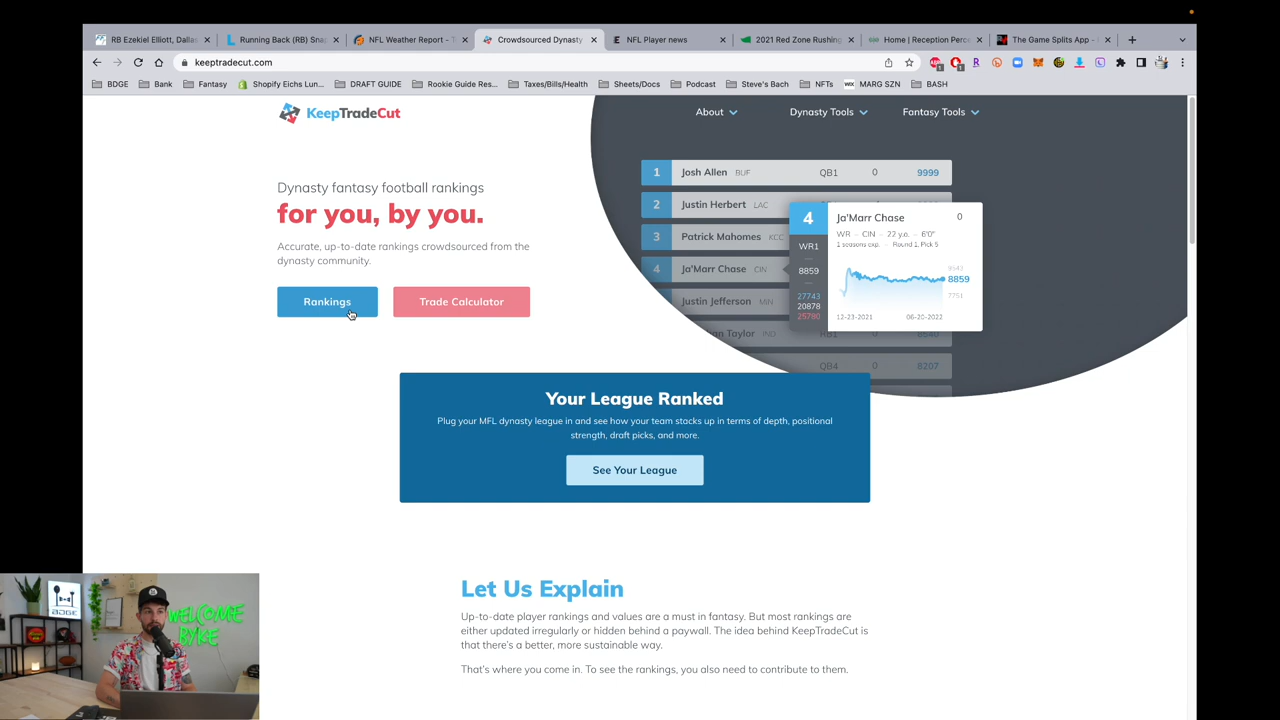 RB Ezekiel Elliott, Dallas
Running Back (RB) Sna
NFL Weather Report - T
Crowdsourced Dynasty
NFL Player news
2021 Red Zone Rushing
Home | Reception Perce
The Game Splits App -
keeptradecut.com
BDGE
Bank
Fantasy
Shopify Eichs Lun...
DRAFT GUIDE
Rookie Guide Res...
Taxes/Bills/Health
Sheets/Docs
Podcast
Steve's Bach
NFTs
WIX MARG SZN
BASH
KeepTradeCut
About
Dynasty Tools
Fantasy Tools
Dynasty fantasy football rankings
for you, by you.
Accurate, up-to-date rankings crowdsourced from the
dynasty community.
Rankings
Trade Calculator
1 Josh Allen BUF QB1 0 9999
2 Justin Herbert LAC
3 Patrick Mahomes KCC
4 Ja'Marr Chase CIN
5 Justin Jefferson MIN
an Taylor IND RB1 8540
QB4 0 8207
4
WR1
8859
27743
20878
25780
Ja'Marr Chase 0
WR - CIN - 22 y.o. - 6'0"
1 seasons exp. - Round 1, Pick 5
9543
8859
7751
12-23-2021 06-20-2022
Your League Ranked
Plug your MFL dynasty league in and see how your team stacks up in terms of depth, positional
strength, draft picks, and more.
See Your League
Let Us Explain
Up-to-date player rankings and values are a must in fantasy. But most rankings are
either updated irregularly or hidden behind a paywall. The idea behind KeepTradeCut is
that there's a better, more sustainable way.
That's where you come in. To see the rankings, you also need to contribute to them.
BDGE
WELCOME
BYKE